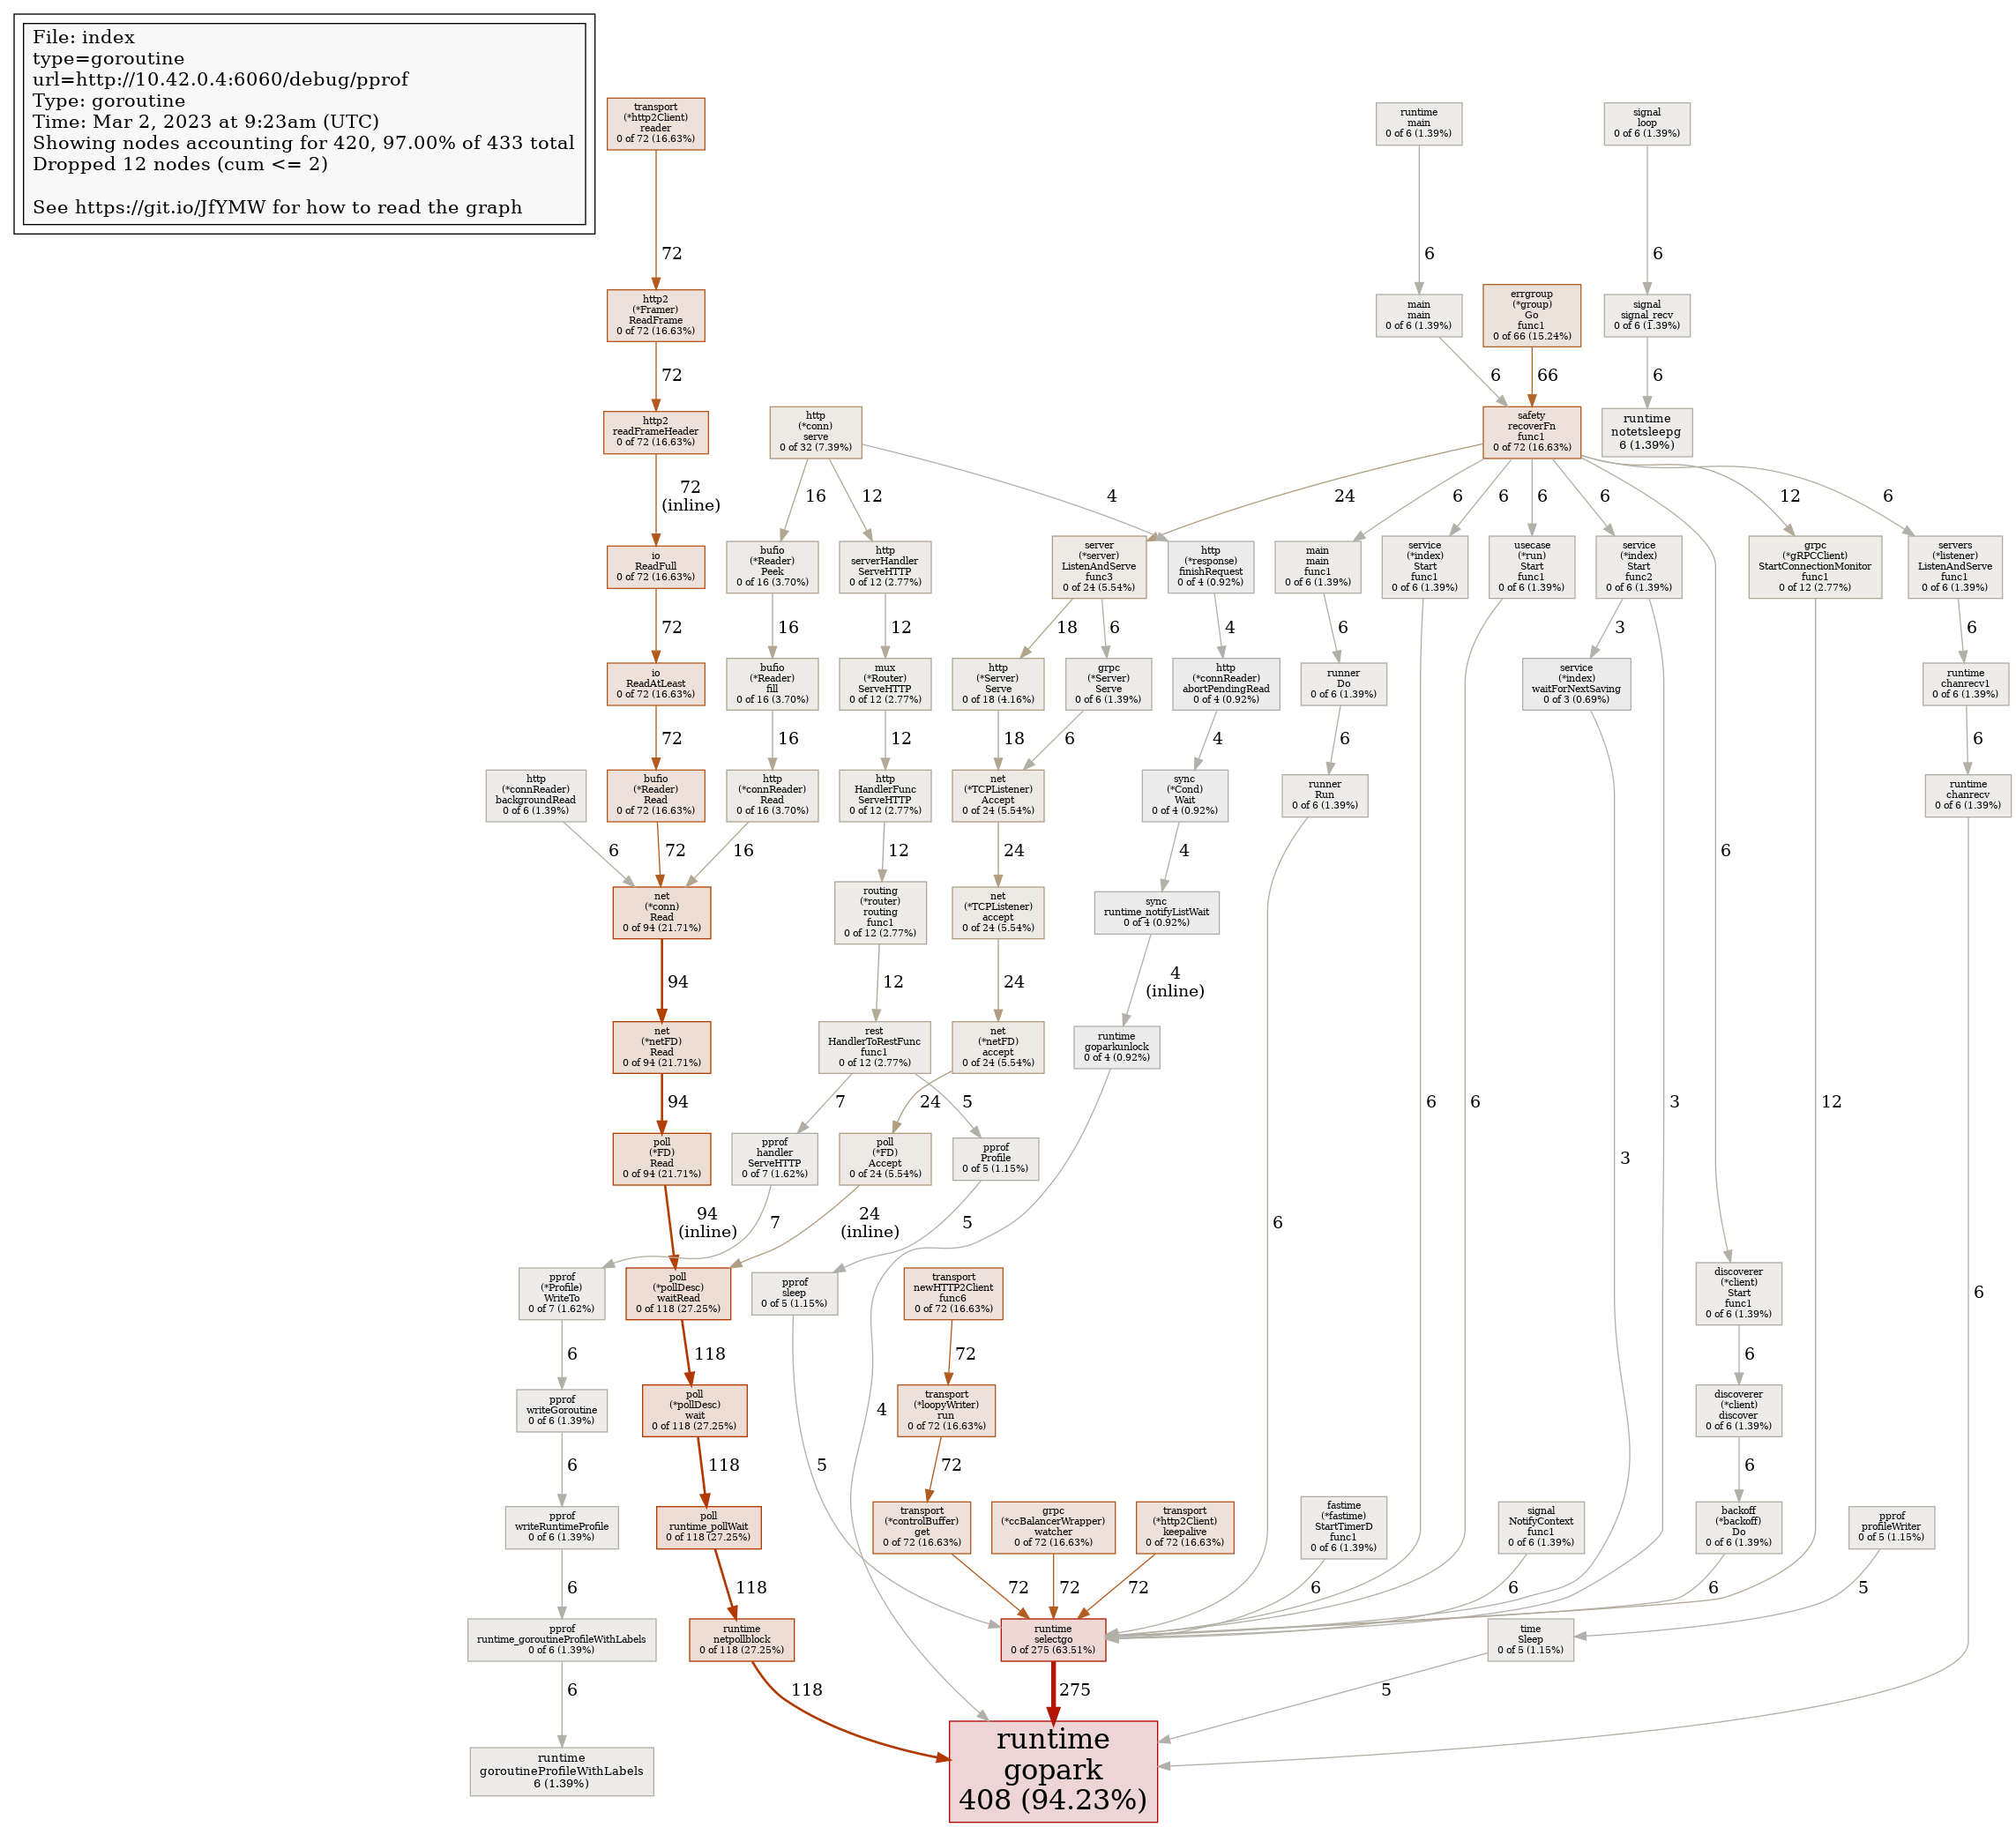 File: index
type=goroutine
url=http://10.42.0.4:6060/debug/pprof
Type: goroutine
Time: Mar 2, 2023 at 9:23am (UTC)
Showing nodes accounting for 420, 97.00% of 433 total
Dropped 12 nodes (cum <= 2)
See https://git.io/JfYMW for how to read the graph
transport
(*http2Client)
reader
0 of 72 (16.63%)
runtime
main
0 of 6 (1.39%)
signal
loop
0 of 6 (1.39%)
72
6
6
http2
(*Framer)
ReadFrame
0 of 72 (16.63%)
main
main
0 of 6 (1.39%)
errgroup
(*group)
Go
func1
0 of 66 (15.24%)
signal
signal_recv
0 of 6 (1.39%)
72
6
66
6
http2
readFrameHeader
0 of 72 (16.63%)
http
(*conn)
serve
0 of 32 (7.39%)
safety
recoverFn
func1
0 of 72 (16.63%)
runtime
notetsleepg
6 (1.39%)
72
(inline)
16
12
4
24
6
6
6
6
12
6
io
ReadFull
0 of 72 (16.63%)
bufio
(*Reader)
Peek
0 of 16 (3.70%)
http
serverHandler
ServeHTTP
0 of 12 (2.77%)
server
(*server)
ListenAndServe
func3
0 of 24 (5.54%)
http
(*response)
finishRequest
0 of 4 (0.92%)
main
main
func1
0 of 6 (1.39%)
service
(*index)
Start
func1
0 of 6 (1.39%)
usecase
(*run)
Start
func1
0 of 6 (1.39%)
service
(*index)
Start
func2
0 of 6 (1.39%)
grpc
(*gRPCClient)
StartConnectionMonitor
func1
0 of 12 (2.77%)
servers
(*listener)
ListenAndServe
func1
0 of 6 (1.39%)
72
16
12
18
6
4
6
3
6
io
ReadAtLeast
0 of 72 (16.63%)
bufio
(*Reader)
fill
0 of 16 (3.70%)
mux
(*Router)
ServeHTTP
0 of 12 (2.77%)
http
(*Server)
Serve
0 of 18 (4.16%)
grpc
(*Server)
Serve
0 of 6 (1.39%)
http
(*connReader)
abortPendingRead
0 of 4 (0.92%)
runner
Do
0 of 6 (1.39%)
service
(*index)
waitForNextSaving
0 of 3 (0.69%)
runtime
chanrecv1
0 of 6 (1.39%)
72
16
12
18
6
4
6
6
http
(*connReader)
backgroundRead
0 of 6 (1.39%)
bufio
(*Reader)
Read
0 of 72 (16.63%)
http
(*connReader)
Read
0 of 16 (3.70%)
http
HandlerFunc
ServeHTTP
0 of 12 (2.77%)
net
(*TCPListener)
Accept
0 of 24 (5.54%)
sync
(*Cond)
Wait
0 of 4 (0.92%)
runner
Run
0 of 6 (1.39%)
runtime
chanrecv
0 of 6 (1.39%)
6
72
16
12
24
4
6
net
(*conn)
Read
0 of 94 (21.71%)
routing
(*router)
routing
func1
0 of 12 (2.77%)
net
(*TCPListener)
accept
0 of 24 (5.54%)
sync
runtime_notifyListWait
0 of 4 (0.92%)
94
12
24
4
(inline)
net
(*netFD)
Read
0 of 94 (21.71%)
rest
HandlerToRestFunc
func1
0 of 12 (2.77%)
net
(*netFD)
accept
0 of 24 (5.54%)
runtime
goparkunlock
0 of 4 (0.92%)
94
7
24
5
6
6
3
12
poll
(*FD)
Read
0 of 94 (21.71%)
pprof
handler
ServeHTTP
0 of 7 (1.62%)
poll
(*FD)
Accept
0 of 24 (5.54%)
pprof
Profile
0 of 5 (1.15%)
3
94
(inline)
7
24
(inline)
5
6
pprof
(*Profile)
WriteTo
0 of 7 (1.62%)
poll
(*pollDesc)
waitRead
0 of 118 (27.25%)
pprof
sleep
0 of 5 (1.15%)
transport
newHTTP2Client
func6
0 of 72 (16.63%)
discoverer
(*client)
Start
func1
0 of 6 (1.39%)
6
6
118
72
6
pprof
writeGoroutine
0 of 6 (1.39%)
poll
(*pollDesc)
wait
0 of 118 (27.25%)
transport
(*loopyWriter)
run
0 of 72 (16.63%)
discoverer
(*client)
discover
0 of 6 (1.39%)
4
6
118
5
72
6
pprof
writeRuntimeProfile
0 of 6 (1.39%)
poll
runtime_pollWait
0 of 118 (27.25%)
transport
(*controlBuffer)
get
0 of 72 (16.63%)
grpc
(*ccBalancerWrapper)
watcher
0 of 72 (16.63%)
transport
(*http2Client)
keepalive
0 of 72 (16.63%)
fastime
(*fastime)
StartTimerD
func1
0 of 6 (1.39%)
signal
NotifyContext
func1
0 of 6 (1.39%)
backoff
(*backoff)
Do
0 of 6 (1.39%)
pprof
profileWriter
0 of 5 (1.15%)
6
118
72
72
72
6
6
6
5
pprof
runtime_goroutineProfileWithLabels
0 of 6 (1.39%)
runtime
netpollblock
0 of 118 (27.25%)
runtime
selectgo
0 of 275 (63.51%)
time
Sleep
0 of 5 (1.15%)
6
118
275
5
runtime
goroutineProfileWithLabels
6 (1.39%)
runtime
gopark
408 (94.23%)